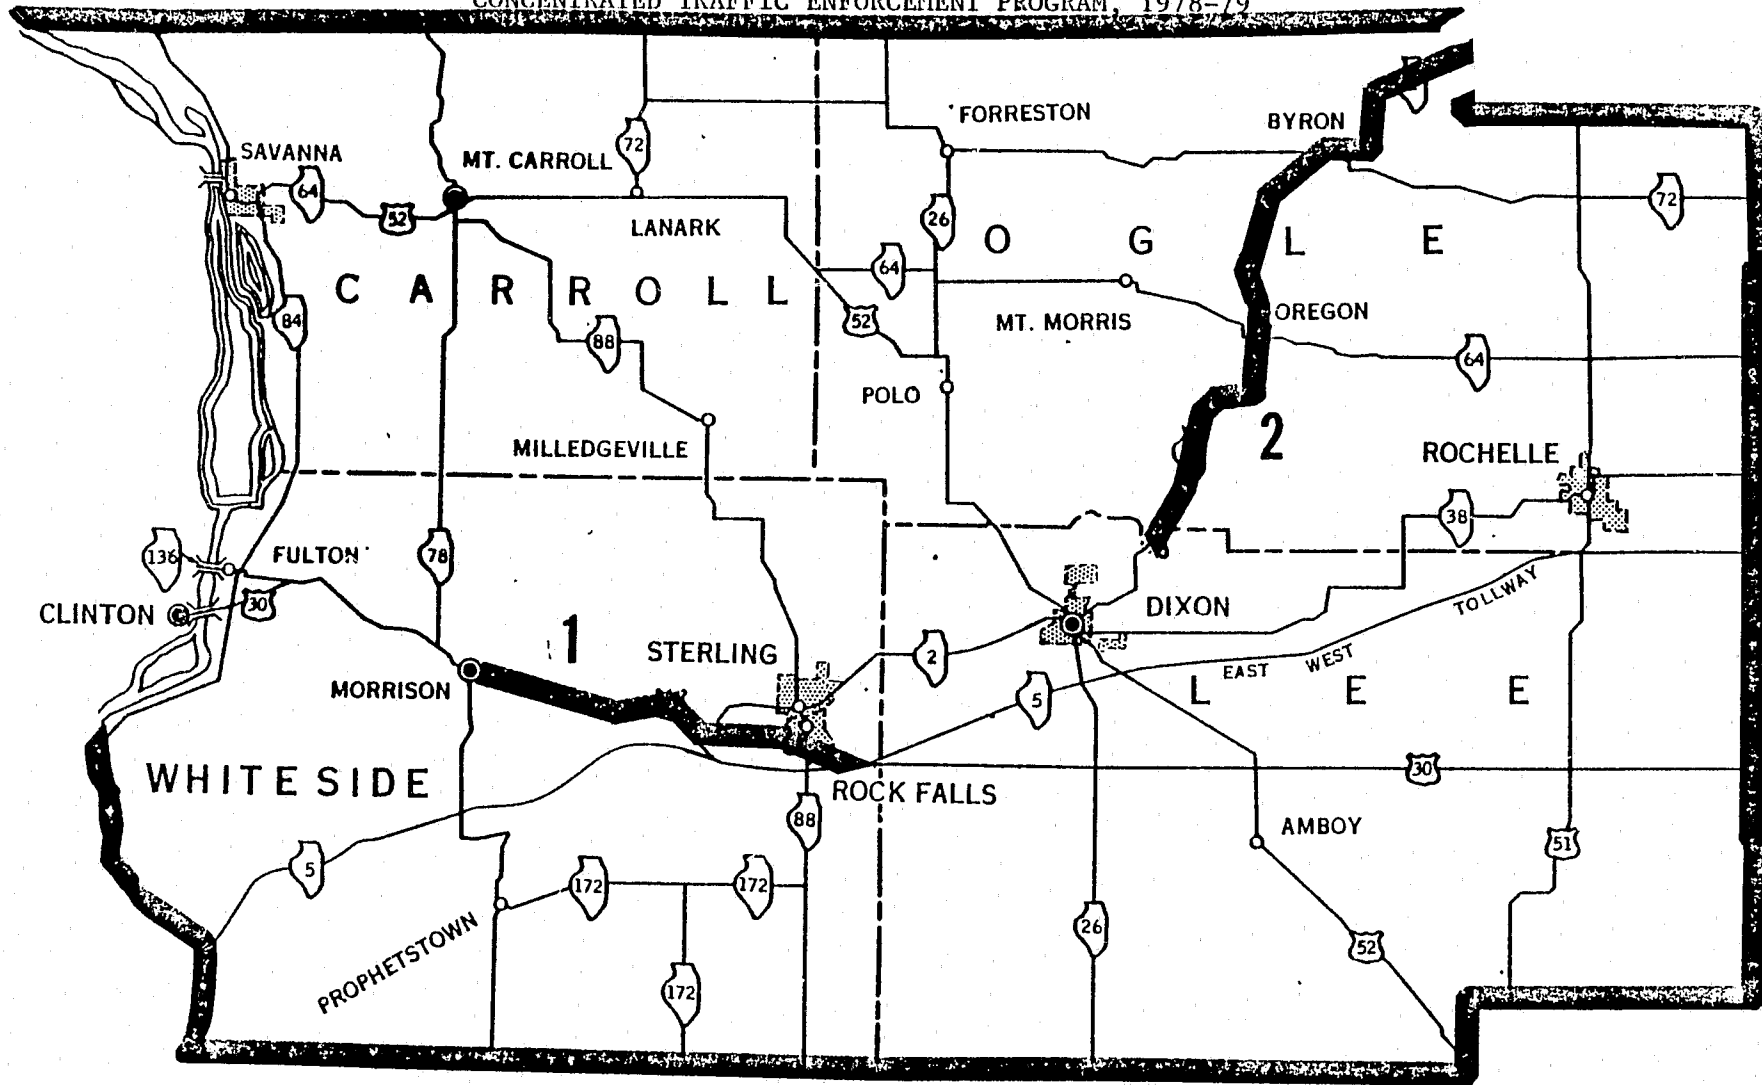 CONCENTRATED TRAFFIC ENFORCEMENT PROGRAM, 1978-79
FORRESTON
BYRON
SAVANNA
MT. CARROLL
72
64
52
LANARK
26
72
O G L E
64
C A R R O L L
84
88
52
MT. MORRIS
OREGON
64
POLO
2
MILLEDGEVILLE
ROCHELLE
38
136
FULTON
78
30
CLINTON
DIXON
TOLLWAY
1
STERLING
2
EAST WEST
MORRISON
5
L E E
WHITESIDE
30
ROCK FALLS
88
AMBOY
51
5
172
172
PROPHETSTOWN
26
52
172